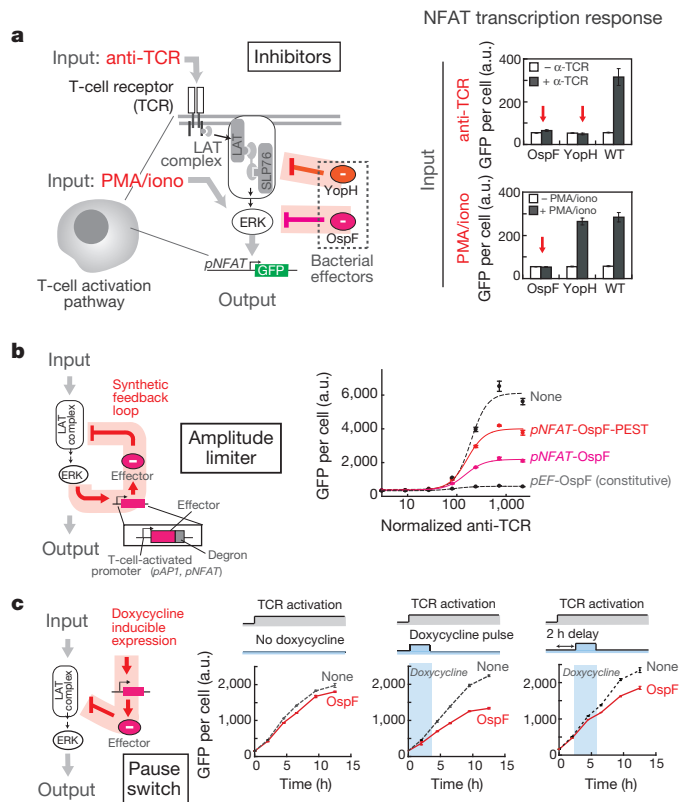 NFAT transcription response
a
Input: anti-TCR
Inhibitors
T-cell receptor
(TCR)
LAT
complex
LAT
SLP76
Input: PMA/iono
YopH
ERK
OspF
pNFAT
GFP
Bacterial
effectors
T-cell activation
pathway
Output
Input
anti-TCR
GFP per cell (a.u.)
400
200
0
– α-TCR
+ α-TCR
OspF YopH WT
PMA/iono
GFP per cell (a.u.)
400
200
0
– PMA/iono
+ PMA/iono
OspF YopH WT
b
Input
Synthetic
feedback
loop
LAT
complex
Amplitude
limiter
ERK
Effector
Effector
Output
Degron
T-cell-activated
promoter (pAP1, pNFAT)
GFP per cell (a.u.)
6,000
4,000
2,000
0
None
pNFAT-OspF-PEST
pNFAT-OspF
pEF-OspF (constitutive)
3 10 30 100 1,000
Normalized anti-TCR
c
Input
Doxycycline
inducible
expression
LAT
complex
ERK
Effector
Output
Pause
switch
TCR activation
No doxycycline
GFP per cell (a.u.)
2,000
1,000
0
None
OspF
0 5 10 15
Time (h)
TCR activation
Doxycycline pulse
Doxycycline
2,000
1,000
0
None
OspF
0 5 10 15
Time (h)
TCR activation
2 h delay
Doxycycline
2,000
1,000
0
None
OspF
0 5 10 15
Time (h)